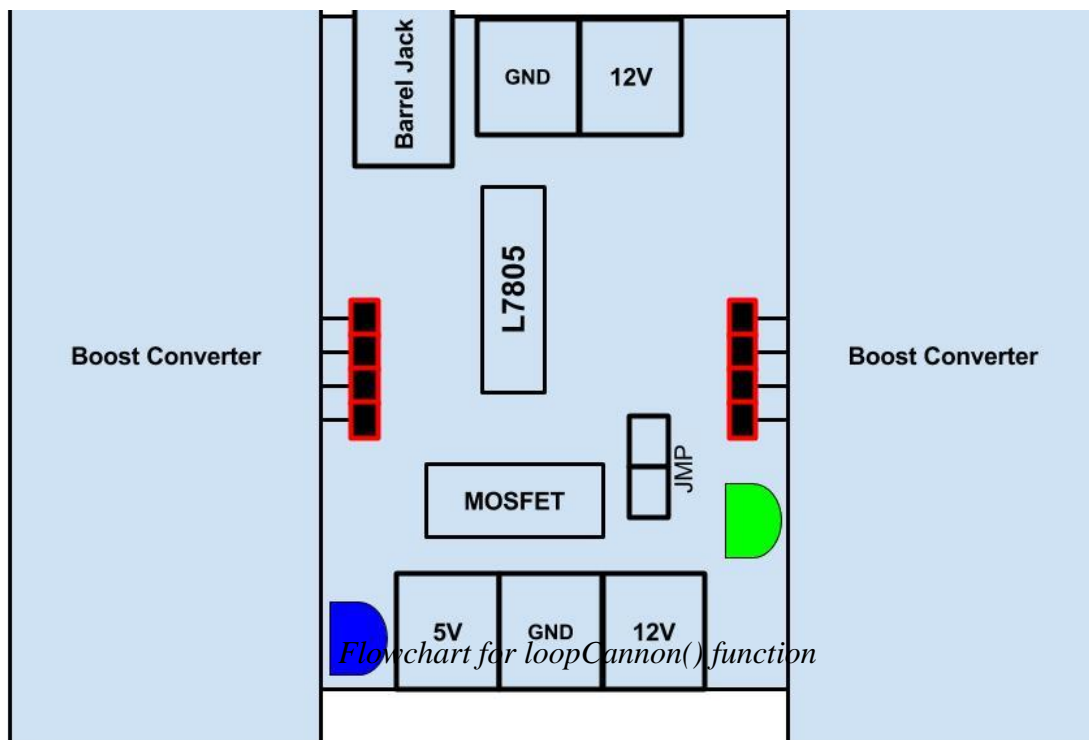 Barrel Jack
GND
12V
L7805
Boost Converter
Boost Converter
JMP
MOSFET
5V
GND
12V
Flowchart for loopCannon() function